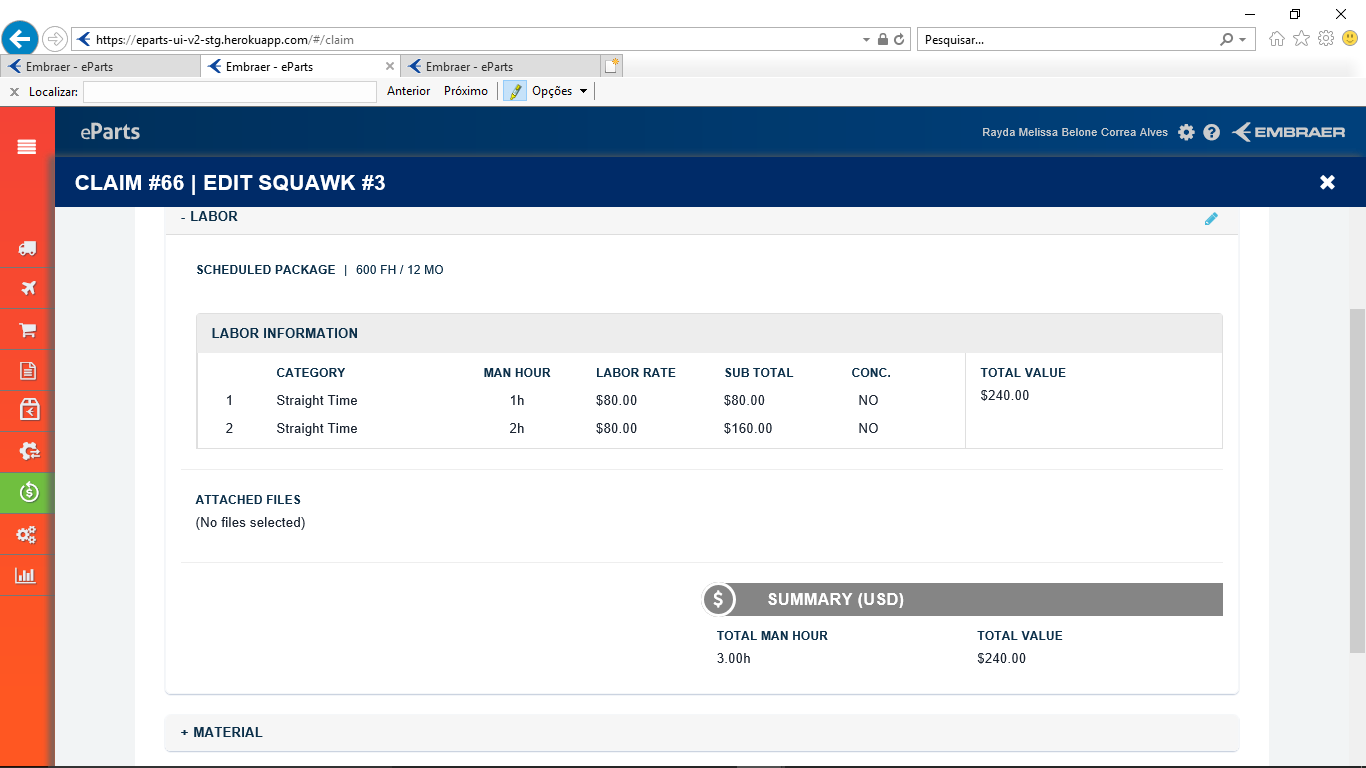 https://eparts-ui-v2-stg.herokuapp.com/#/claim
Pesquisar...
Embraer - eParts
Embraer - eParts
Embraer - eParts
x Localizar:
Anterior Próximo Opções
eParts
Rayda Melissa Belone Correa Alves
EMBRAER
CLAIM #66 | EDIT SQUAWK #3
- LABOR
SCHEDULED PACKAGE | 600 FH / 12 MO
LABOR INFORMATION
CATEGORY MAN HOUR LABOR RATE SUB TOTAL CONC. TOTAL VALUE
$240.00
1 Straight Time 1h $80.00 $80.00 NO
2 Straight Time 2h $80.00 $160.00 NO
ATTACHED FILES
(No files selected)
$ SUMMARY (USD)
TOTAL MAN HOUR TOTAL VALUE
3.00h $240.00
+ MATERIAL